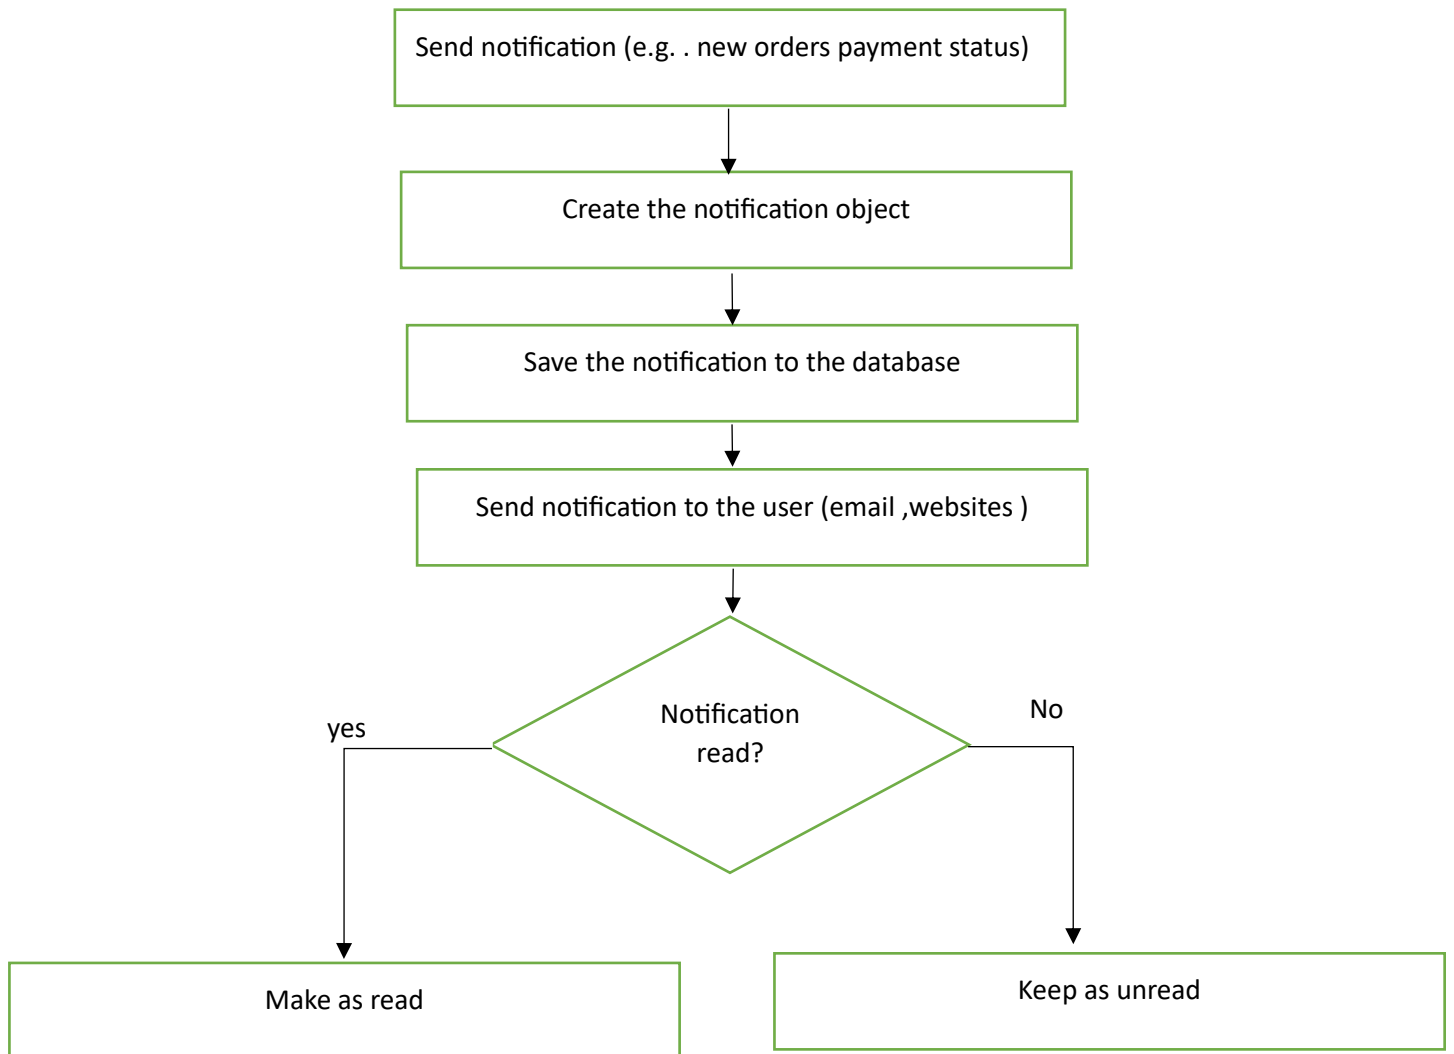 Send notification (e.g. . new orders payment status)
Create the notification object
Save the notification to the database
Send notification to the user (email ,websites )
Notification
read?
yes
No
Make as read
Keep as unread